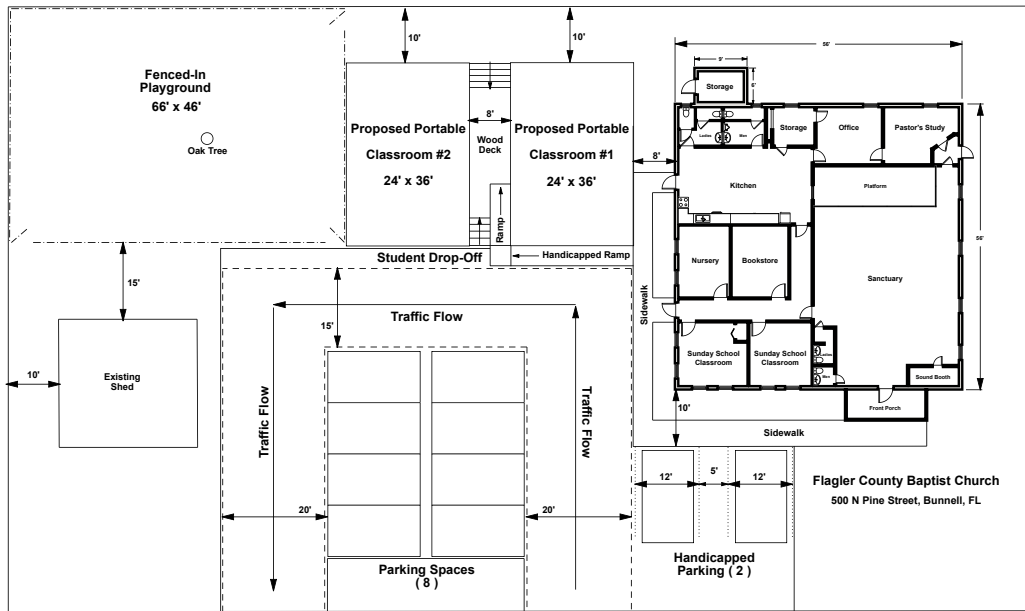 10'
10'
56'
Fenced-In
Playground
66' x 46'
Oak Tree
Proposed Portable
Classroom #2
24' x 36'
8'
Wood
Deck
Proposed Portable
Classroom #1
24' x 36'
Ramp
8'
9'
6'
Storage
Ladies
Men
Storage
Office
Pastor's Study
Kitchen
Platform
56'
Nursery
Bookstore
Sanctuary
Sidewalk
Sunday School
Classroom
Sunday School
Classroom
Ladies
Men
Sound Booth
Front Porch
10'
Sidewalk
Student Drop-Off
Handicapped Ramp
15'
15'
Traffic Flow
Traffic Flow
Traffic Flow
10'
Existing
Shed
20'
20'
Parking Spaces
( 8 )
12'
5'
12'
Handicapped
Parking ( 2 )
Flagler County Baptist Church
500 N Pine Street, Bunnell, FL